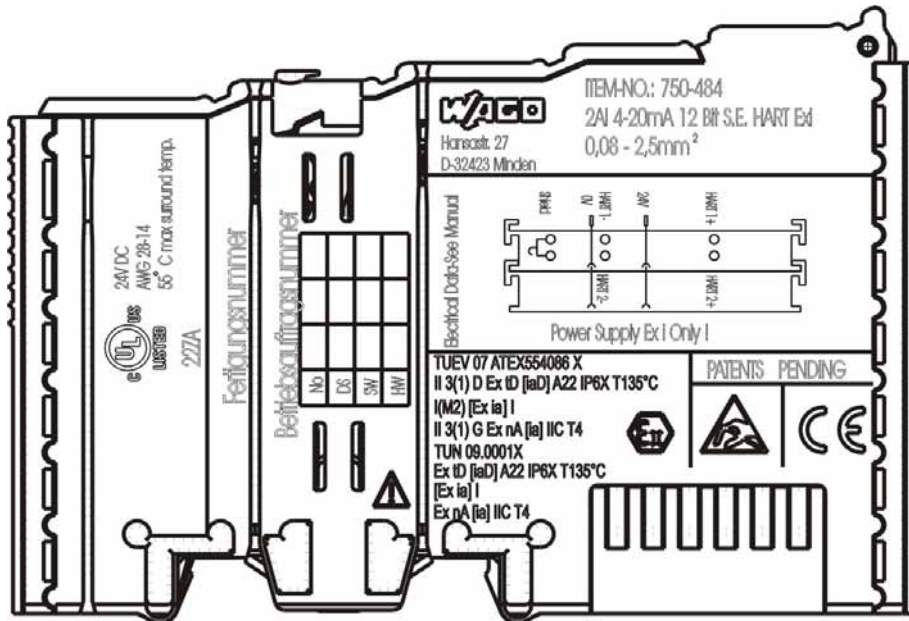 24V DC
AWG 28-14
55° C max surround temp.
C UL US
LISTED
227A
Fertigungsnummer
Betriebsauftragsnummer
No
DS
SW
HW
WAGO
Hansastr. 27
D-32423 Minden
ITEM-NO.: 750-484
2AI 4-20mA 12 Bit S.E. HART Exi
0,08 - 2,5mm²
Electrical Data-See Manual
Shield
HART 1-
0V
24V
HART 1+
HART 2-
HART 2+
Power Supply Ex i Only !
TUEV 07 ATEX554086 X
II 3(1) D Ex tD [iaD] A22 IP6X T135°C
I(M2) [Ex ia] I
II 3(1) G Ex nA [ia] IIC T4
TUN 09.0001X
Ex tD [iaD] A22 IP6X T135°C
[Ex ia] I
Ex nA [ia] IIC T4
Ex
PATENTS PENDING
CE